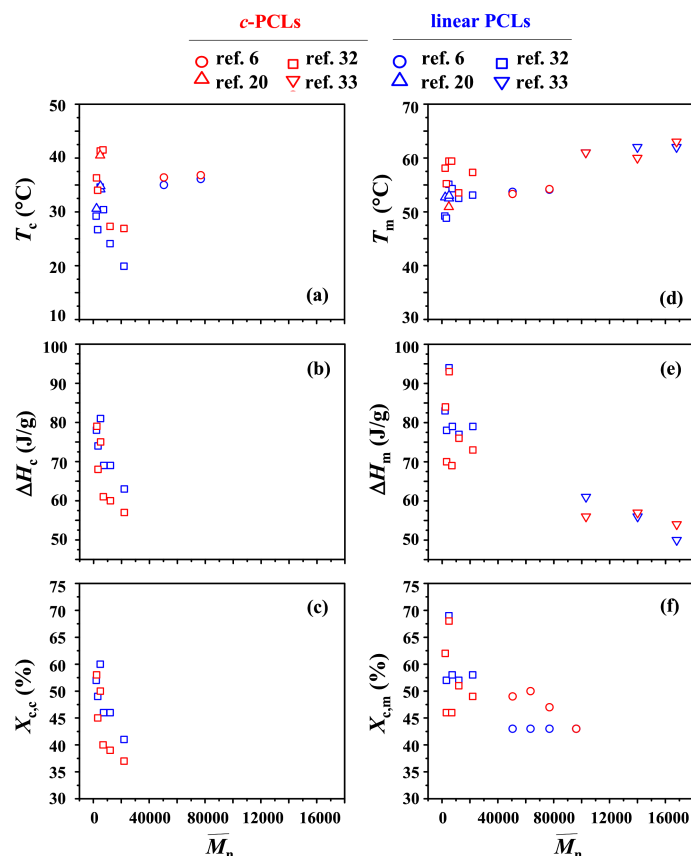 c-PCLs linear PCLs
ref. 6 ref. 32 ref. 6 ref. 32
ref. 20 ref. 33 ref. 20 ref. 33
50
40
30
20
10
Tc (°C)
(a)
70
60
50
40
30
Tm (°C)
(d)
100
90
80
70
60
50
ΔHc (J/g)
(b)
100
90
80
70
60
50
ΔHm (J/g)
(e)
75
70
65
60
55
50
45
40
35
30
Xc,c (%)
(c)
75
70
65
60
55
50
45
40
35
30
Xc,m (%)
(f)
0 40000 80000 12000 16000
Mn
0 40000 80000 12000 16000
Mn